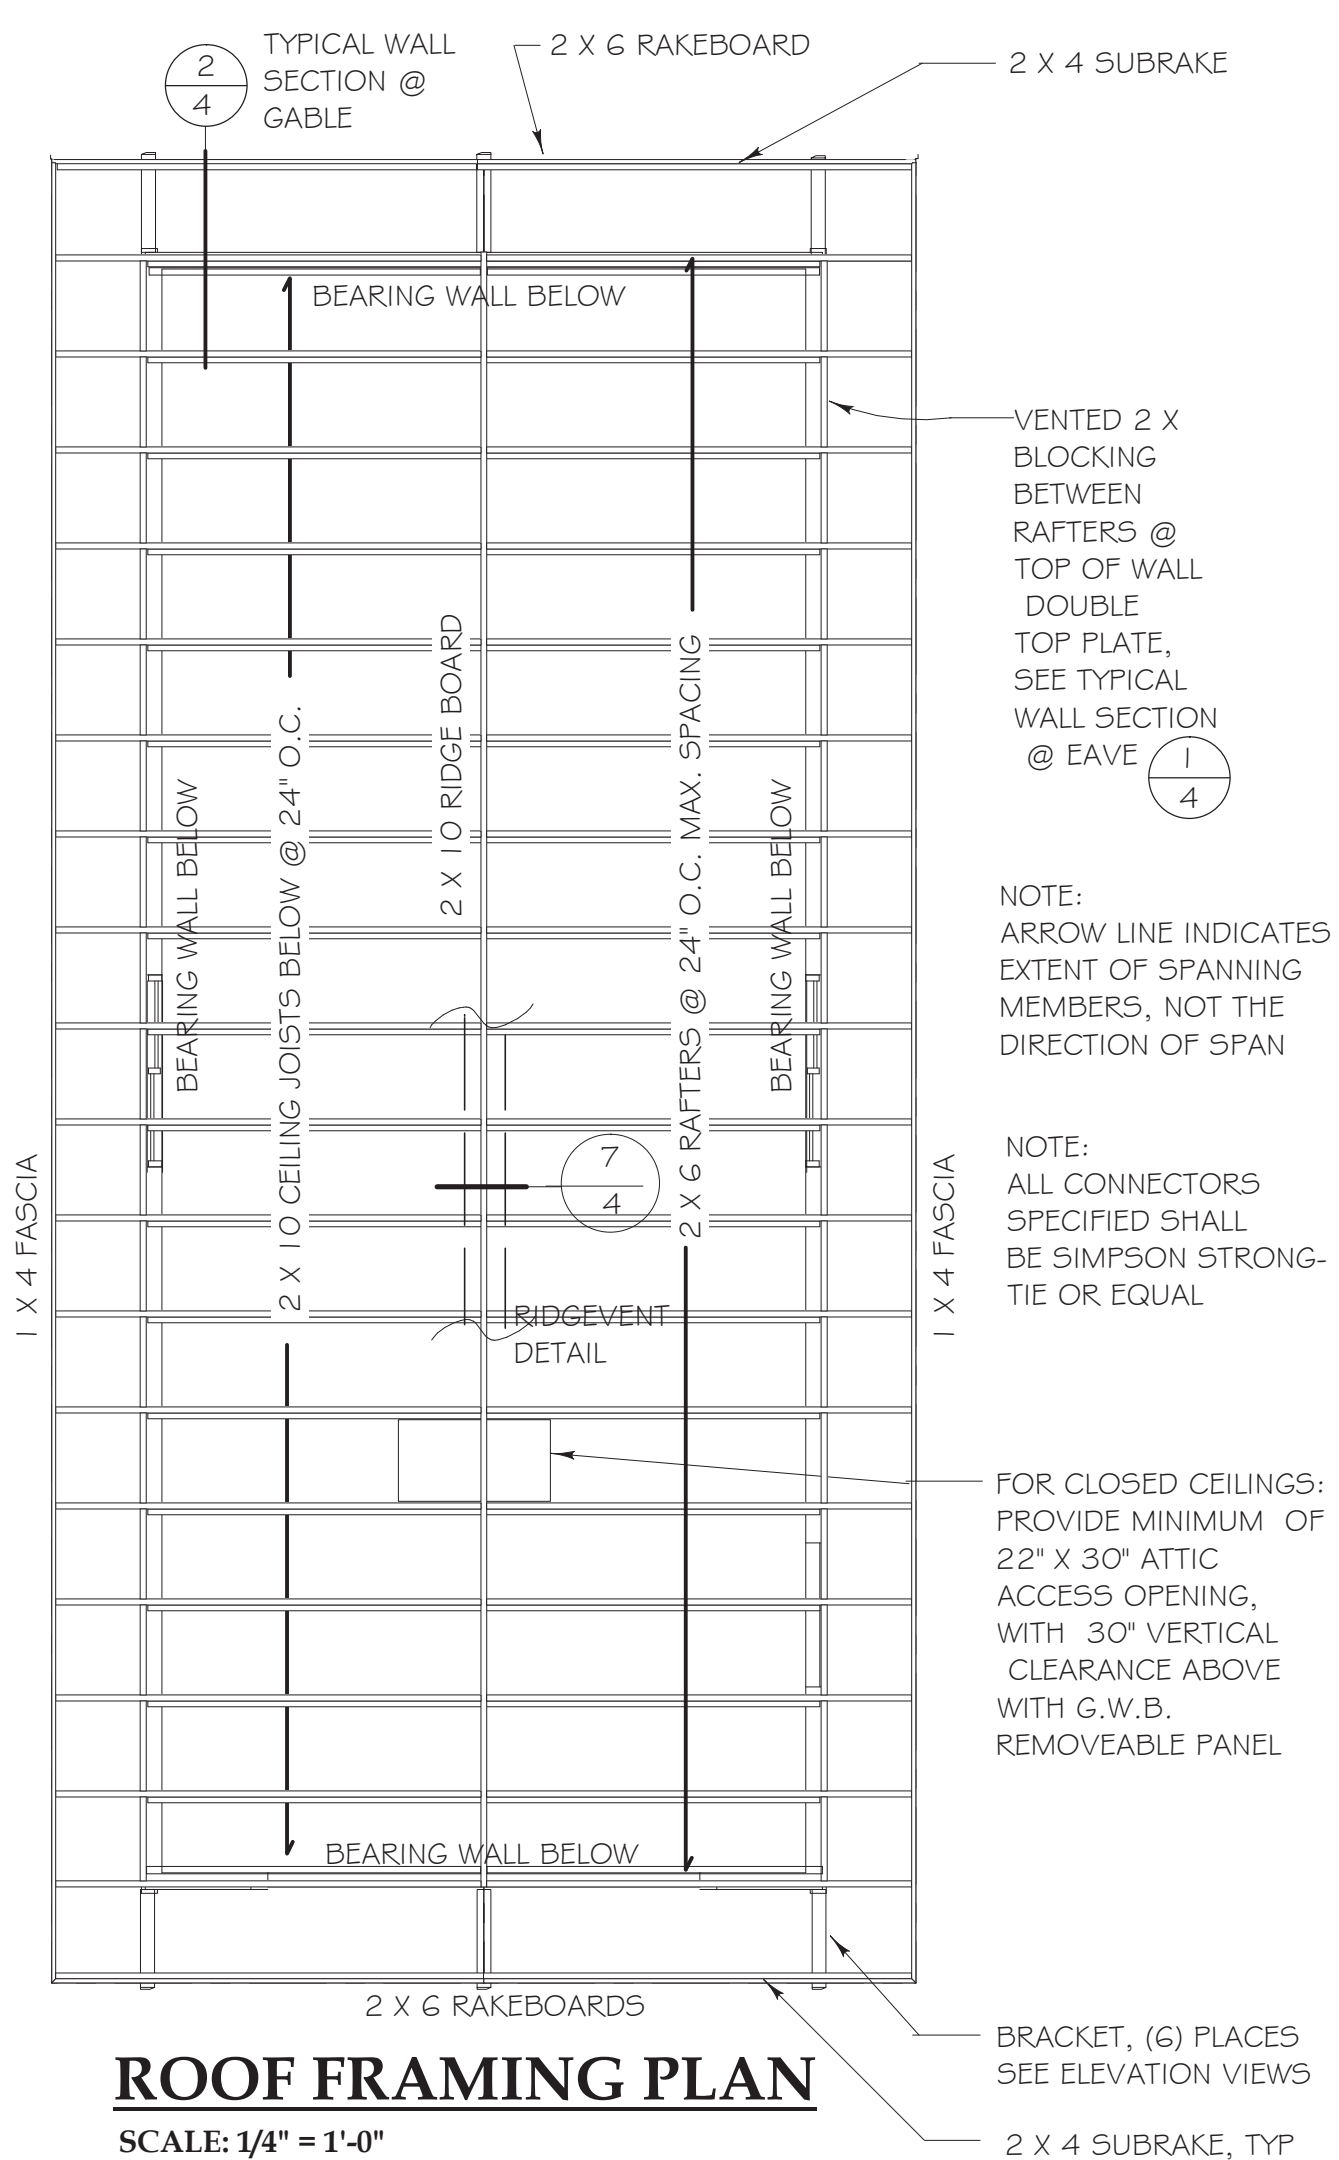 2
4
TYPICAL WALL
SECTION @
GABLE
2 X 6 RAKEBOARD
2 X 4 SUBRAKE
BEARING WALL BELOW
VENTED 2 X
BLOCKING
BETWEEN
RAFTERS @
TOP OF WALL
DOUBLE
TOP PLATE,
SEE TYPICAL
WALL SECTION
@ EAVE
1
4
2 X 10 RIDGE BOARD
2 X 10 CEILING JOISTS BELOW @ 24" O.C.
2 X 6 RAFTERS @ 24" O.C. MAX. SPACING
BEARING WALL BELOW
BEARING WALL BELOW
NOTE:
ARROW LINE INDICATES
EXTENT OF SPANNING
MEMBERS, NOT THE
DIRECTION OF SPAN
NOTE:
ALL CONNECTORS
SPECIFIED SHALL
BE SIMPSON STRONG-
TIE OR EQUAL
7
4
1 X 4 FASCIA
1 X 4 FASCIA
RIDGEVENT
DETAIL
FOR CLOSED CEILINGS:
PROVIDE MINIMUM OF
22" X 30" ATTIC
ACCESS OPENING,
WITH 30" VERTICAL
CLEARANCE ABOVE
WITH G.W.B.
REMOVEABLE PANEL
BEARING WALL BELOW
2 X 6 RAKEBOARDS
BRACKET, (6) PLACES
SEE ELEVATION VIEWS
2 X 4 SUBRAKE, TYP
ROOF FRAMING PLAN
SCALE: 1/4" = 1'-0"